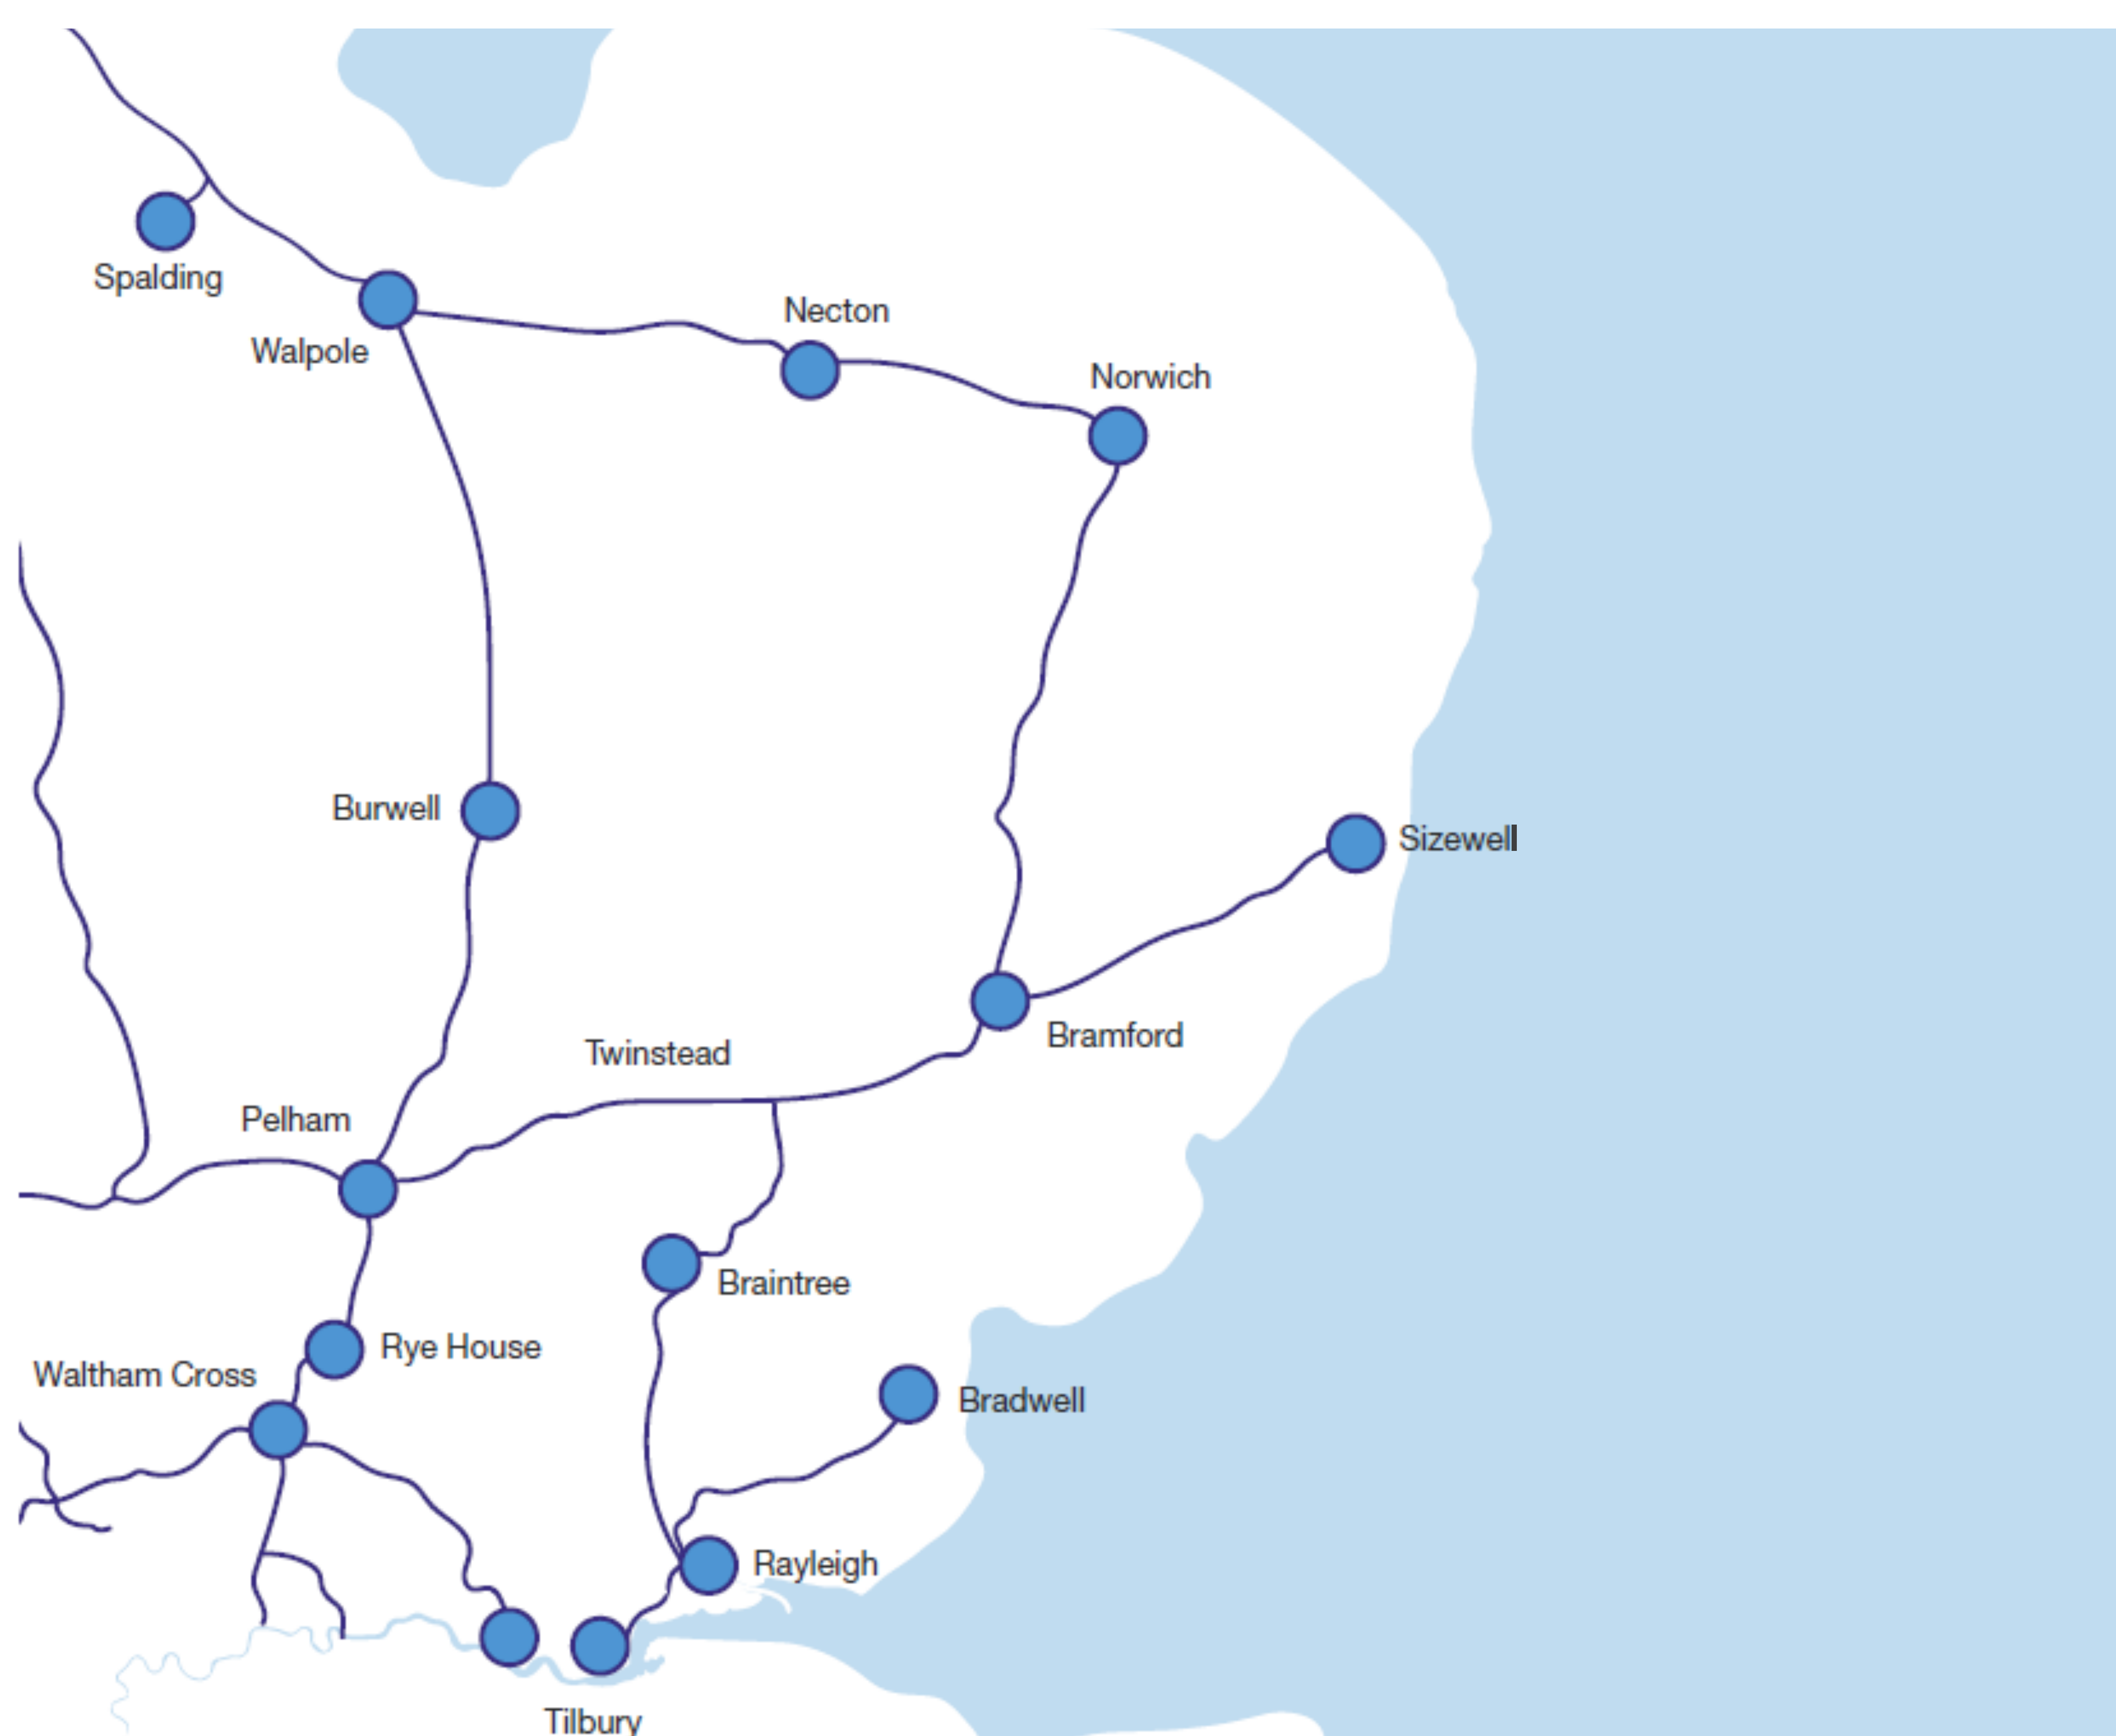 Spalding
Necton
Walpole
Norwich
Burwell
Sizewell
Bramford
Twinstead
Pelham
Braintree
Rye House
Waltham Cross
Bradwell
Rayleigh
Tilbury